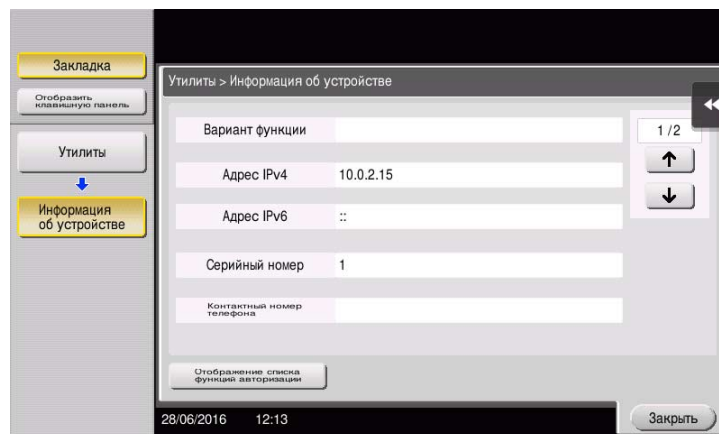 Закладка
Отобразить
клавишную панель
Утилиты
Информация
об устройстве
Утилиты > Информация об устройстве
Вариант функции
1 /2
Адрес IPv4 10.0.2.15
Адрес IPv6 ::
Серийный номер 1
Контактный номер
телефона
Отображение списка
функций авторизации
28/06/2016 12:13
Закрыть